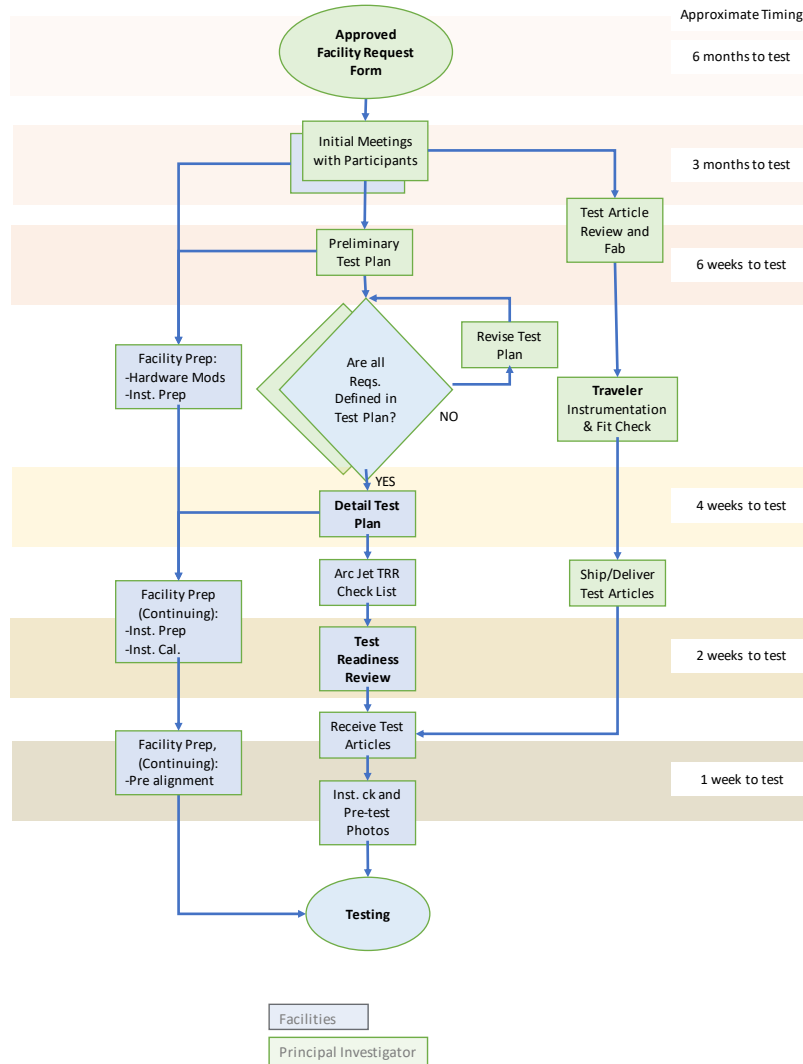 Approximate Timing
Approved
Facility Request
Form
6 months to test
Initial Meetings
with Participants
3 months to test
Test Article
Review and
Fab
Preliminary
Test Plan
6 weeks to test
Revise Test
Plan
Facility Prep:
-Hardware Mods
-Inst. Prep
Are all
Reqs.
Defined in
Test Plan?
NO
Traveler
Instrumentation
& Fit Check
YES
Detail Test
Plan
4 weeks to test
Arc Jet TRR
Check List
Ship/Deliver
Test Articles
Facility Prep
(Continuing):
-Inst. Prep
-Inst. Cal.
Test
Readiness
Review
2 weeks to test
Receive Test
Articles
Facility Prep,
(Continuing):
-Pre alignment
1 week to test
Inst. ck and
Pre-test
Photos
Testing
Facilities
Principal Investigator